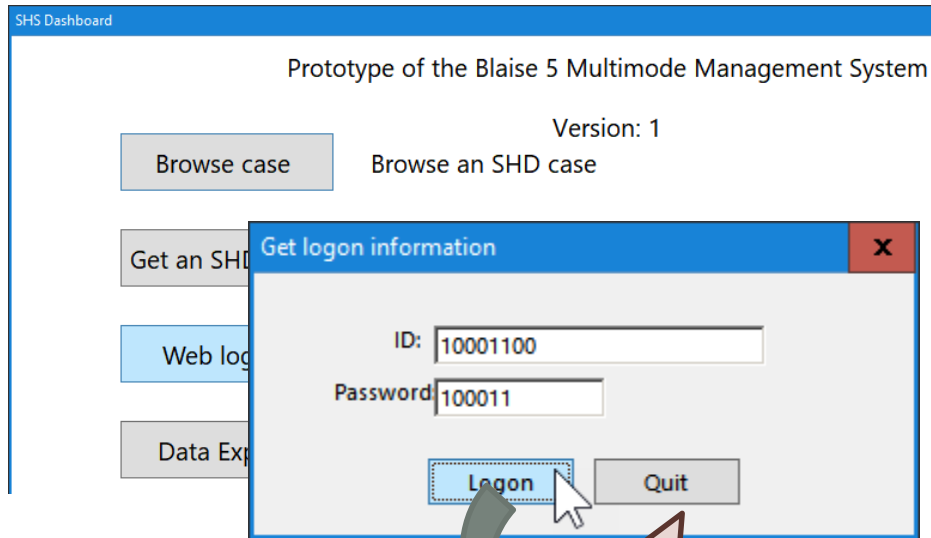 SHS Dashboard
Prototype of the Blaise 5 Multimode Management System
Version: 1
Browse case
Browse an SHD case
Get an SHD
Get logon information
x
ID: 10001100
Web log
Password: 100011
Data Exp
Logon
Quit